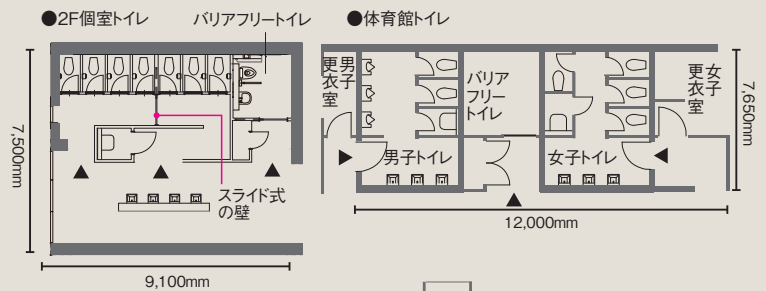 ●2F個室トイレ
バリアフリートイレ
7,500mm
スライド式
の壁
9,100mm
●体育館トイレ
男子
更衣室
バリア
フリー
トイレ
女子
更衣室
男子トイレ
女子トイレ
7,650mm
12,000mm